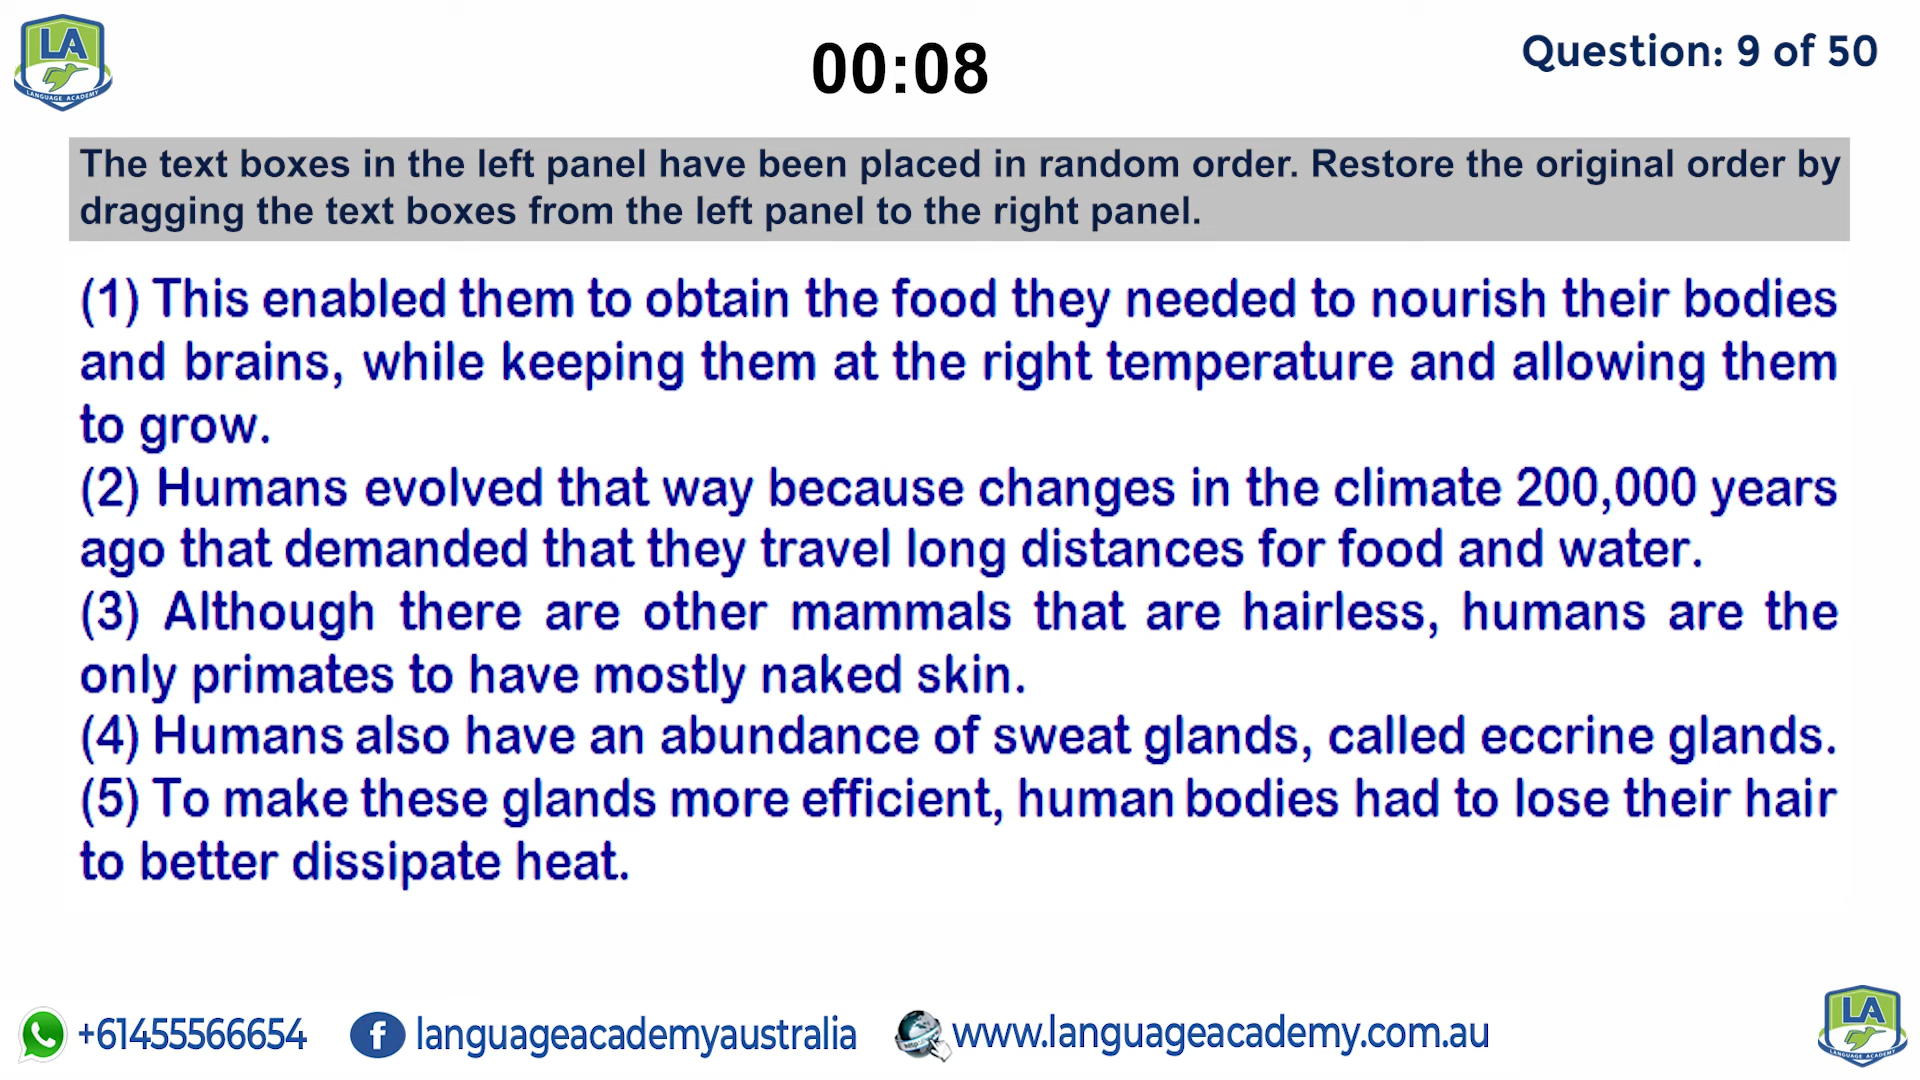 LA
LANGUAGE ACADEMY
00:08
Question: 9 of 50
The text boxes in the left panel have been placed in random order. Restore the original order by
dragging the text boxes from the left panel to the right panel.
(1) This enabled them to obtain the food they needed to nourish their bodies
and brains, while keeping them at the right temperature and allowing them
to grow.
(2) Humans evolved that way because changes in the climate 200,000 years
ago that demanded that they travel long distances for food and water.
(3) Although there are other mammals that are hairless, humans are the
only primates to have mostly naked skin.
(4) Humans also have an abundance of sweat glands, called eccrine glands.
(5) To make these glands more efficient, human bodies had to lose their hair
to better dissipate heat.
+61455566654
f languageacademyaustralia
www.languageacademy.com.au
LA
LANGUAGE ACADEMY